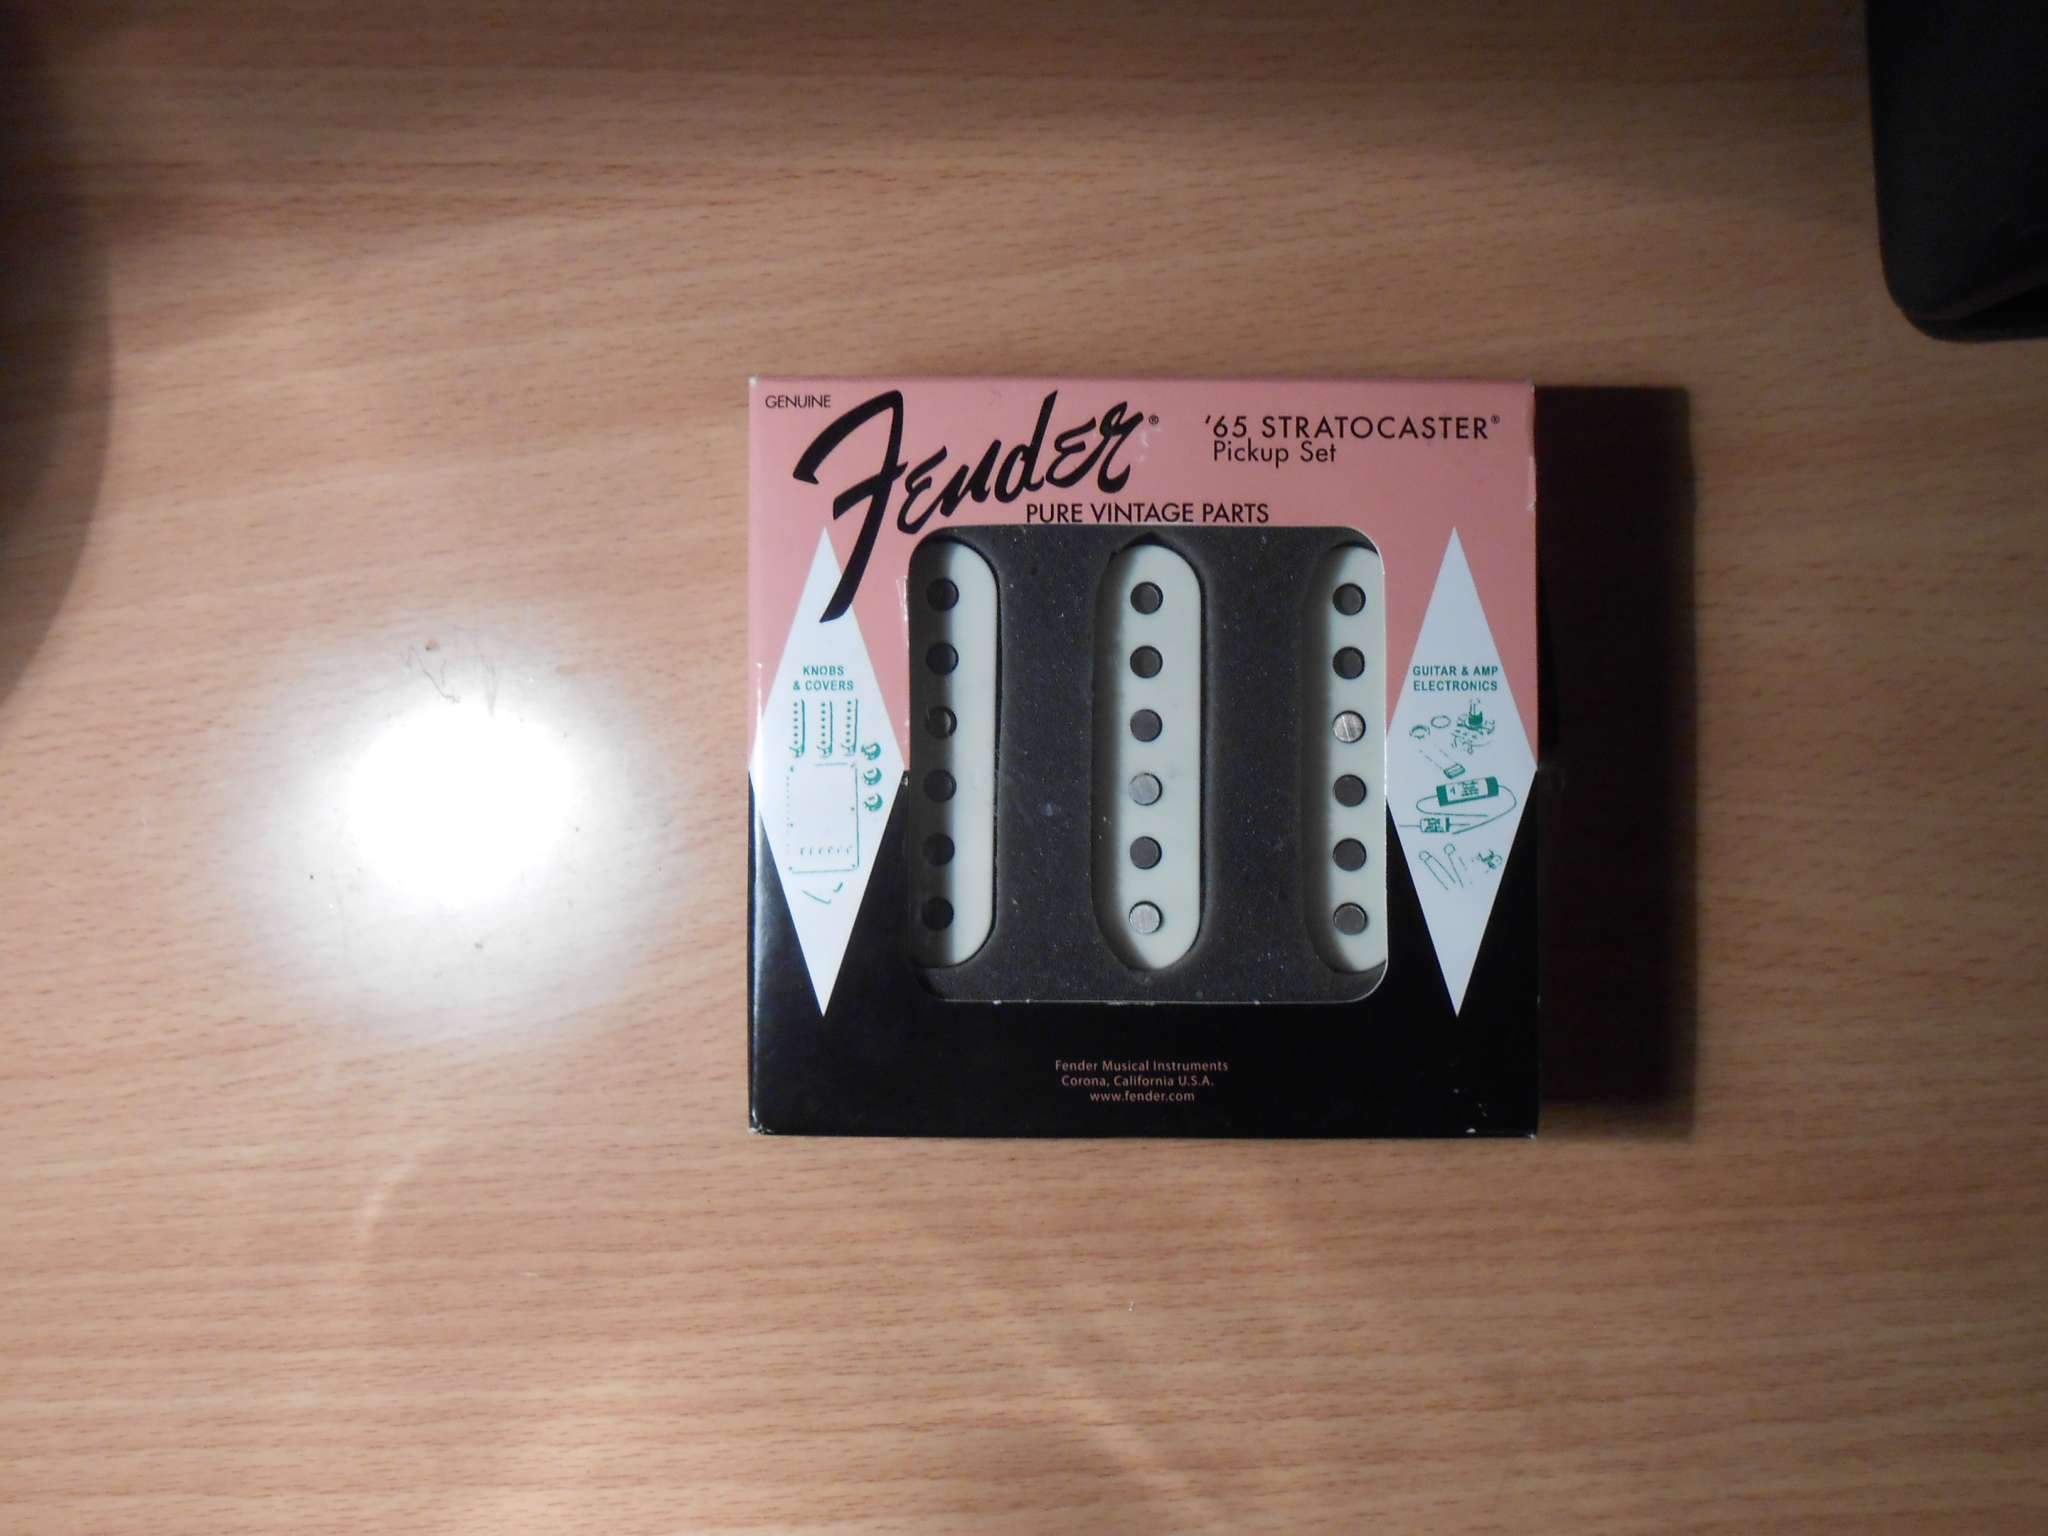 GENUINE
Fender®
'65 STRATOCASTER®
Pickup Set
PURE VINTAGE PARTS
KNOBS
& COVERS
GUITAR & AMP
ELECTRONICS
Fender Musical Instruments
Corona, California U.S.A.
www.fender.com